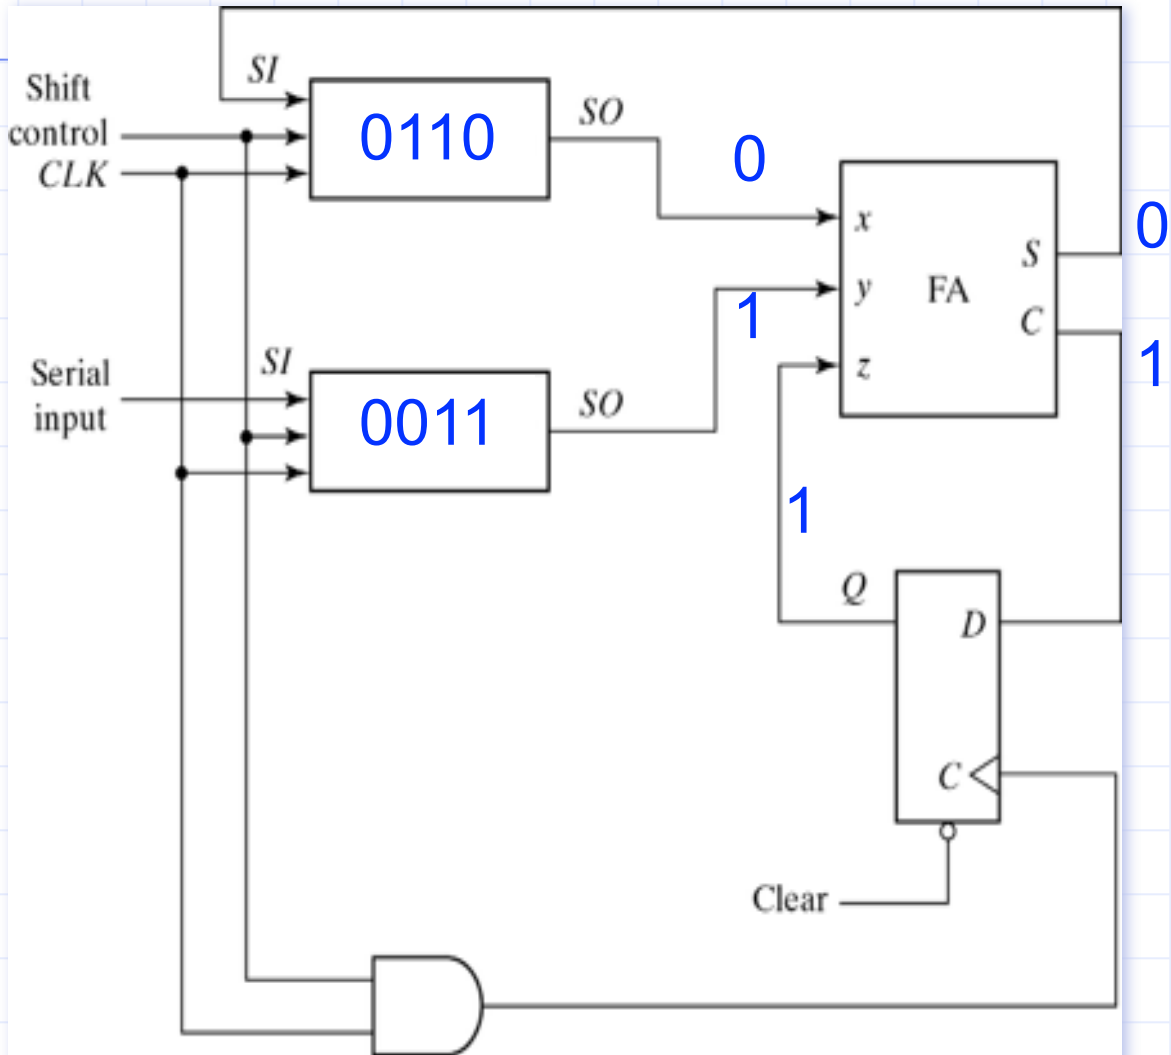 SI
Shift
control
CLK
0110
SO
0
x
y
z
FA
S
C
0
1
1
Serial
input
SI
0011
SO
1
Q
D
C
Clear